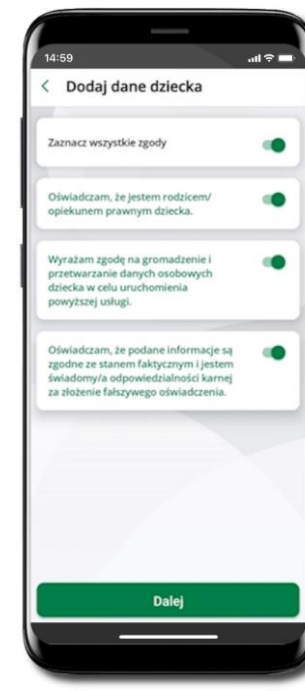 14:59
Dodaj dane dziecka
Zaznacz wszystkie zgody
Oświadczam, że jestem rodzicem/
opiekunem prawnym dziecka.
Wyrażam zgodę na gromadzenie i
przetwarzanie danych osobowych
dziecka w celu uruchomienia
powyższej usługi.
Oświadczam, że podane informacje są
zgodne ze stanem faktycznym i jestem
świadomy/a odpowiedzialności karnej
za złożenie fałszywego oświadczenia.
Dalej